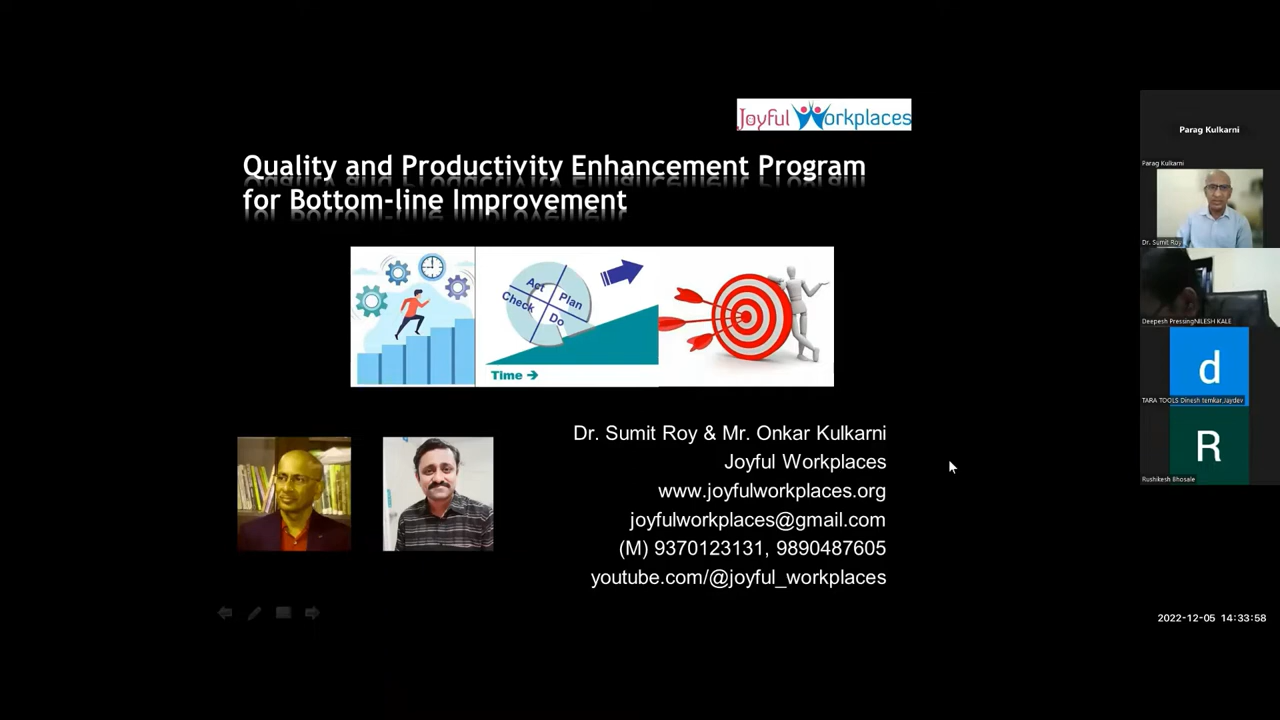 Joyful Workplaces
Quality and Productivity Enhancement Program
for Bottom-line Improvement
Act
Plan
Check
Do
Time →
Dr. Sumit Roy & Mr. Onkar Kulkarni
Joyful Workplaces
www.joyfulworkplaces.org
joyfulworkplaces@gmail.com
(M) 9370123131, 9890487605
youtube.com/@joyful_workplaces
Parag Kulkarni
Parag Kulkarni
Dr. Sumit Roy
Deepesh PressingNILESH KALE
d
TARA TOOLS Dinesh temkar,Jaydev
R
Rushikesh Bhosale
2022-12-05 14:33:58